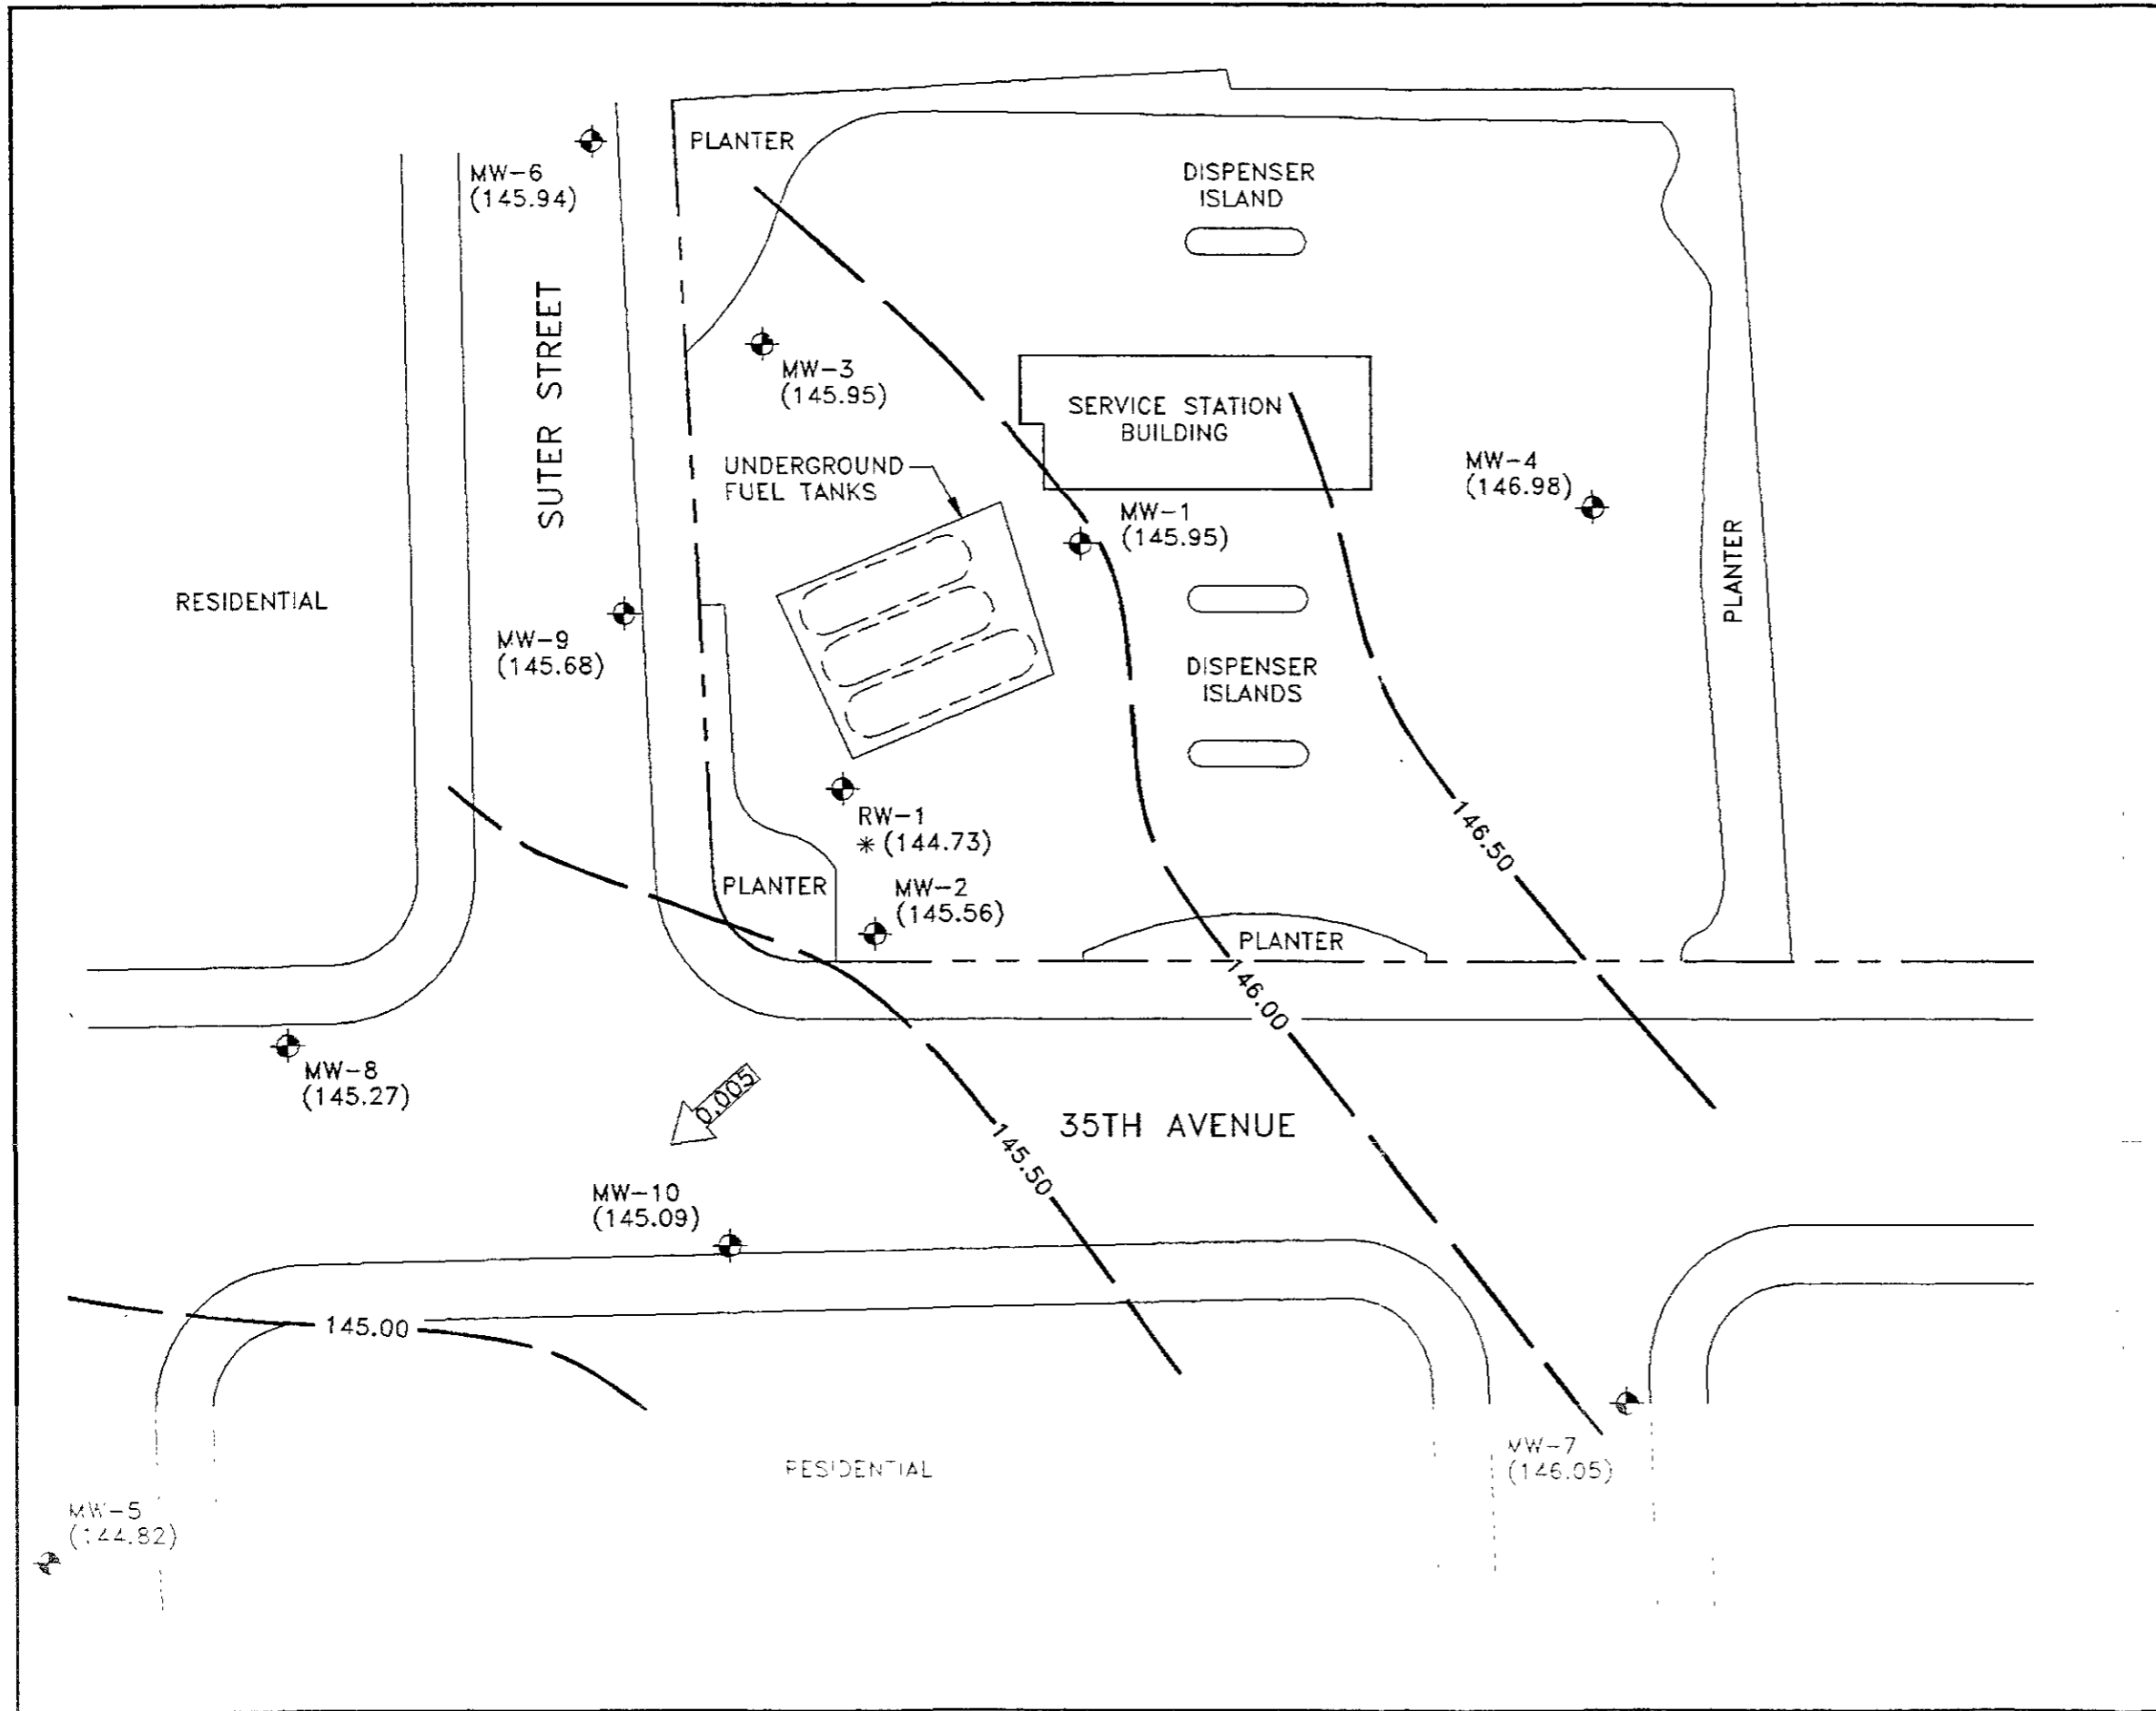 PLANTER
DISPENSER
ISLAND
MW-6
(145.94)
SUTER STREET
MW-3
(145.95)
SERVICE STATION
BUILDING
UNDERGROUND
FUEL TANKS
MW-4
(146.98)
MW-1
(145.95)
PLANTER
RESIDENTIAL
MW-9
(145.68)
DISPENSER
ISLANDS
RW-1
* (144.73)
146.50
PLANTER
MW-2
(145.56)
PLANTER
146.00
MW-8
(145.27)
0.005
35TH AVENUE
145.50
MW-10
(145.09)
145.00
MW-7
(146.05)
RESIDENTIAL
MW-5
(144.82)